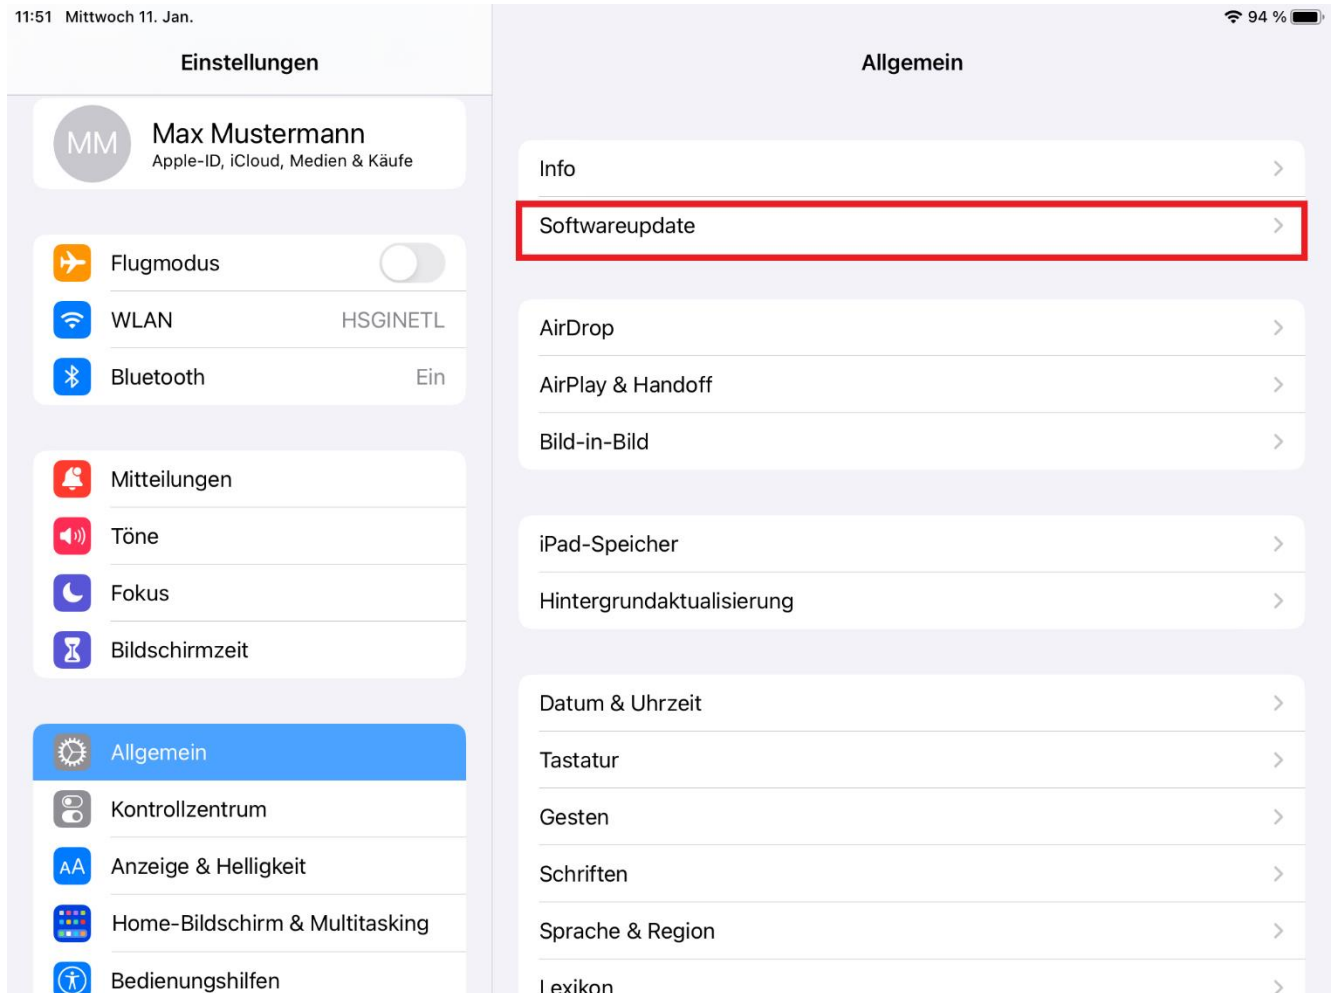 11:51 Mittwoch 11. Jan.
94 %
Einstellungen
MM
Max Mustermann
Apple-ID, iCloud, Medien & Käufe
Flugmodus
WLAN HSGINETL
Bluetooth Ein
Mitteilungen
Töne
Fokus
Bildschirmzeit
Allgemein
Kontrollzentrum
AA
Anzeige & Helligkeit
Home-Bildschirm & Multitasking
Bedienungshilfen
Allgemein
Info
Softwareupdate
AirDrop
AirPlay & Handoff
Bild-in-Bild
iPad-Speicher
Hintergrundaktualisierung
Datum & Uhrzeit
Tastatur
Gesten
Schriften
Sprache & Region
Lexikon